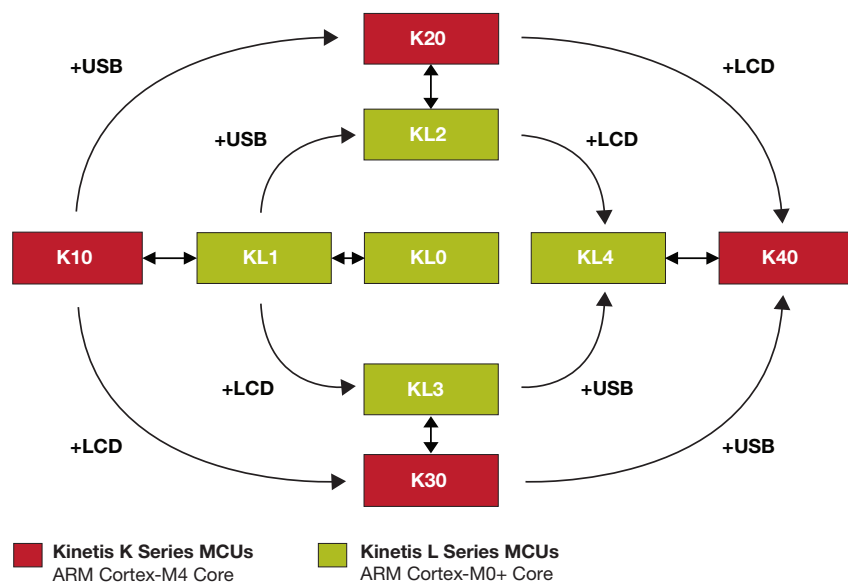 K20
+USB
+LCD
KL2
+USB
+LCD
K10
KL1
KL0
KL4
K40
KL3
+LCD
+USB
+LCD
+USB
K30
Kinetis K Series MCUs
ARM Cortex-M4 Core
Kinetis L Series MCUs
ARM Cortex-M0+ Core